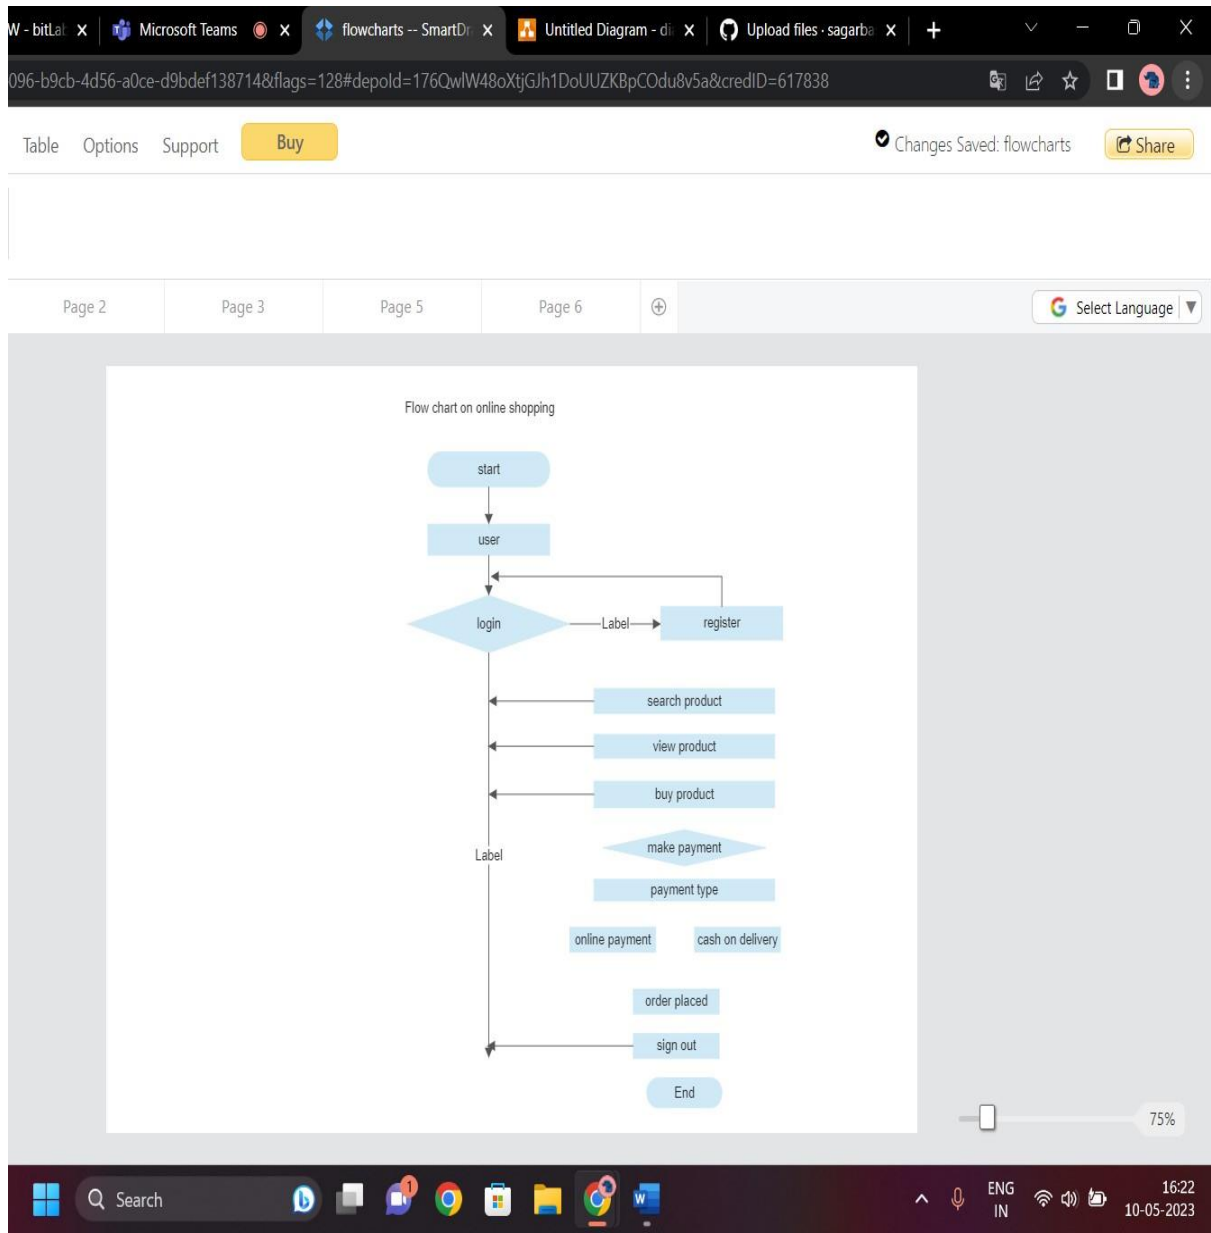 W - bitLab
Microsoft Teams
flowcharts -- SmartDr
Untitled Diagram - di
Upload files · sagarba
096-b9cb-4d56-a0ce-d9bdef138714&flags=128#depoId=176QwlW48oXtjGJh1DoUUZKBpCOdu8v5a&credID=617838
Table Options Support Buy
Changes Saved: flowcharts Share
Page 2 Page 3 Page 5 Page 6
Select Language
Flow chart on online shopping
start
user
login Label register
search product
view product
buy product
make payment
Label
payment type
online payment cash on delivery
order placed
sign out
End
75%
Search
1
W
ENG
IN
16:22
10-05-2023